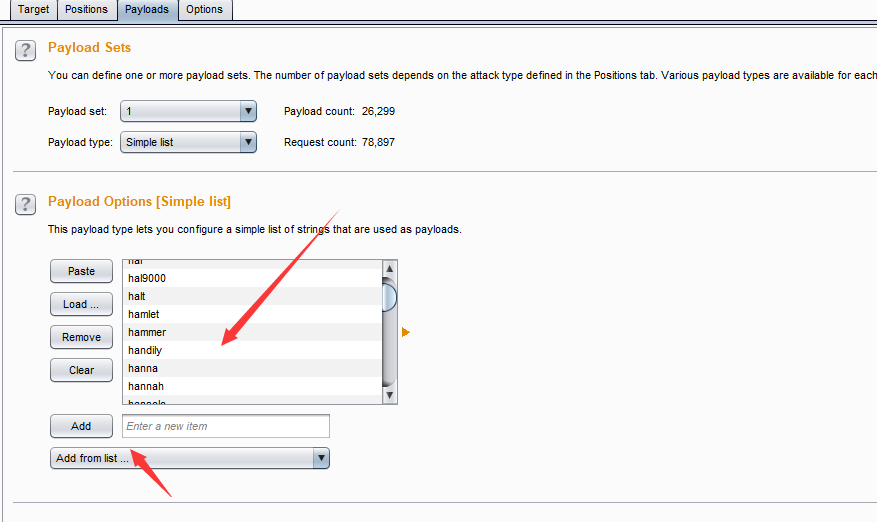 Target Positions Payloads Options
? Payload Sets
You can define one or more payload sets. The number of payload sets depends on the attack type defined in the Positions tab. Various payload types are available for each
Payload set: 1 Payload count: 26,299
Payload type: Simple list Request count: 78,897
? Payload Options [Simple list]
This payload type lets you configure a simple list of strings that are used as payloads.
Paste
Load ...
Remove
Clear
hal9000
halt
hamlet
hammer
handily
hanna
hannah
Add Enter a new item
Add from list ...